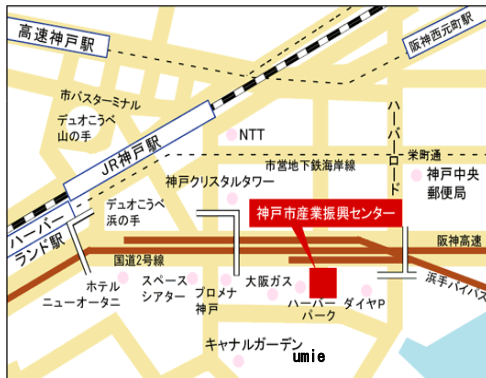 高速神戸駅
阪神西元町駅
市バスターミナル
デュオこうべ
山の手
JR神戸駅
NTT
ハーバーロード
市営地下鉄海岸線
栄町通
神戸中央
郵便局
神戸クリスタルタワー
デュオこうべ
浜の手
ハーバー
ランド駅
神戸市産業振興センター
阪神高速
国道2号線
浜手バイパス
ホテル
ニューオータニ
スペース
シアター
プロメナ
神戸
大阪ガス
ハーバー
パーク
ダイヤP
キャナルガーデン
umie